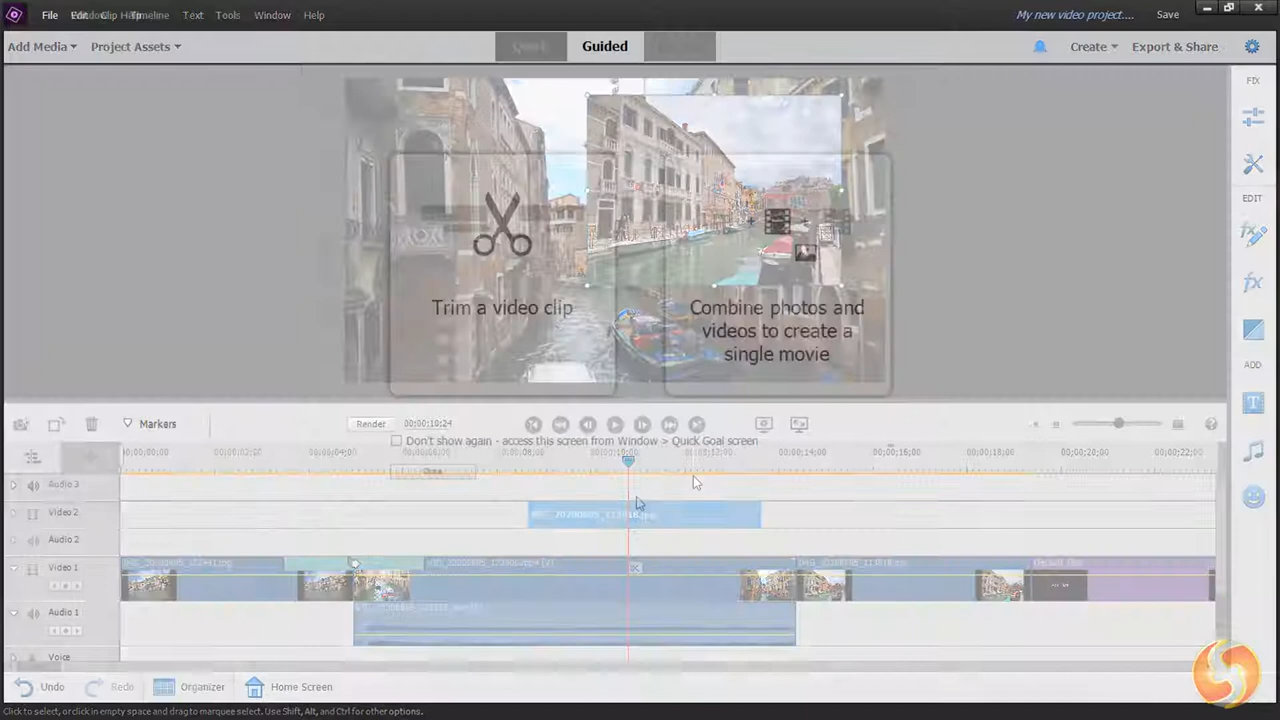 File Edit Timeline Text Tools Window Help
My new video project.... Save
Add Media Project Assets
Guided
Create Export & Share
FIX
EDIT
ADD
Trim a video clip
Combine photos and
videos to create a
single movie
Markers
Render 00:00:10:24
Don't show again - access this screen from Window > Quick Goal screen
Close
00;00;14;00 00;00;18;00 00;00;20;00 00;00;22;00
Audio 3
Video 2
Audio 2
Video 1
Audio 1
Voice
Undo Redo Organizer Home Screen
Click to select, or click in empty space and drag to marquee select. Use Shift, Alt, and Ctrl for other options.